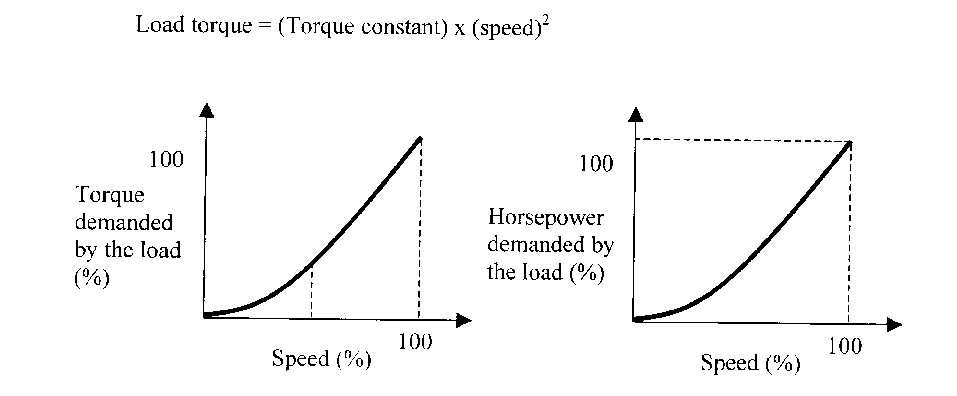 Load torque = (Torque constant) x (speed)²
100
Torque
demanded
by the load
(%)
100
Speed (%)
100
Horsepower
demanded by
the load (%)
100
Speed (%)